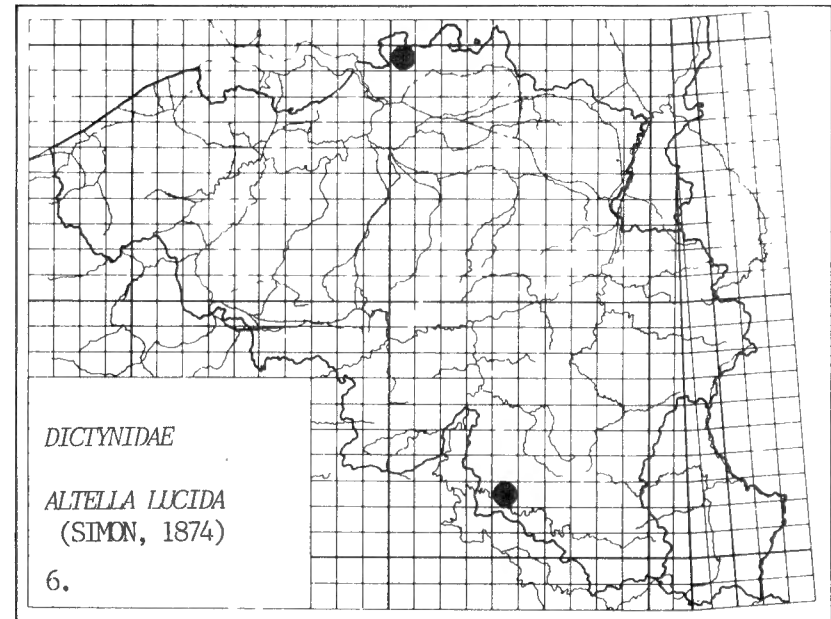 DICTYNIDAE
ALTELLA LUCIDA
(SIMON, 1874)
6.